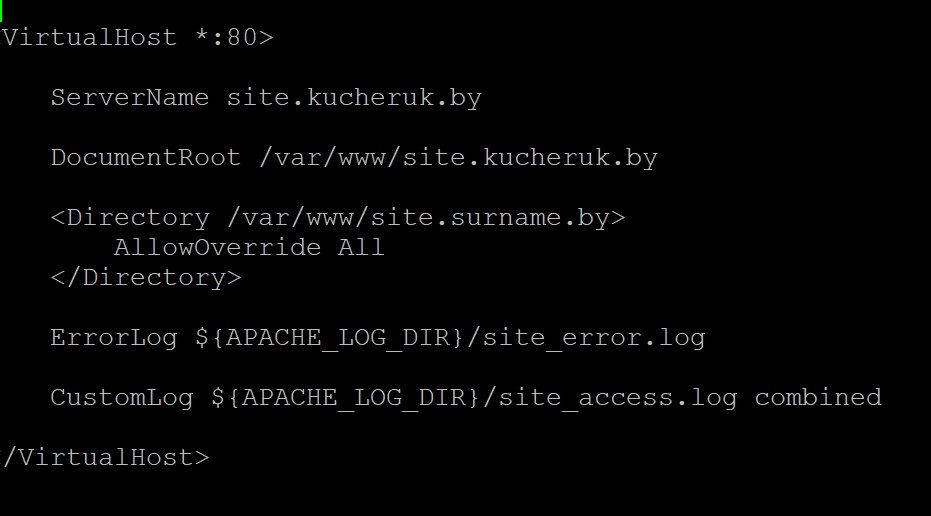 VirtualHost *:80>
ServerName site.kucheruk.by
DocumentRoot /var/www/site.kucheruk.by
<Directory /var/www/site.surname.by>
AllowOverride All
</Directory>
ErrorLog ${APACHE_LOG_DIR}/site_error.log
CustomLog ${APACHE_LOG_DIR}/site_access.log combined
</VirtualHost>